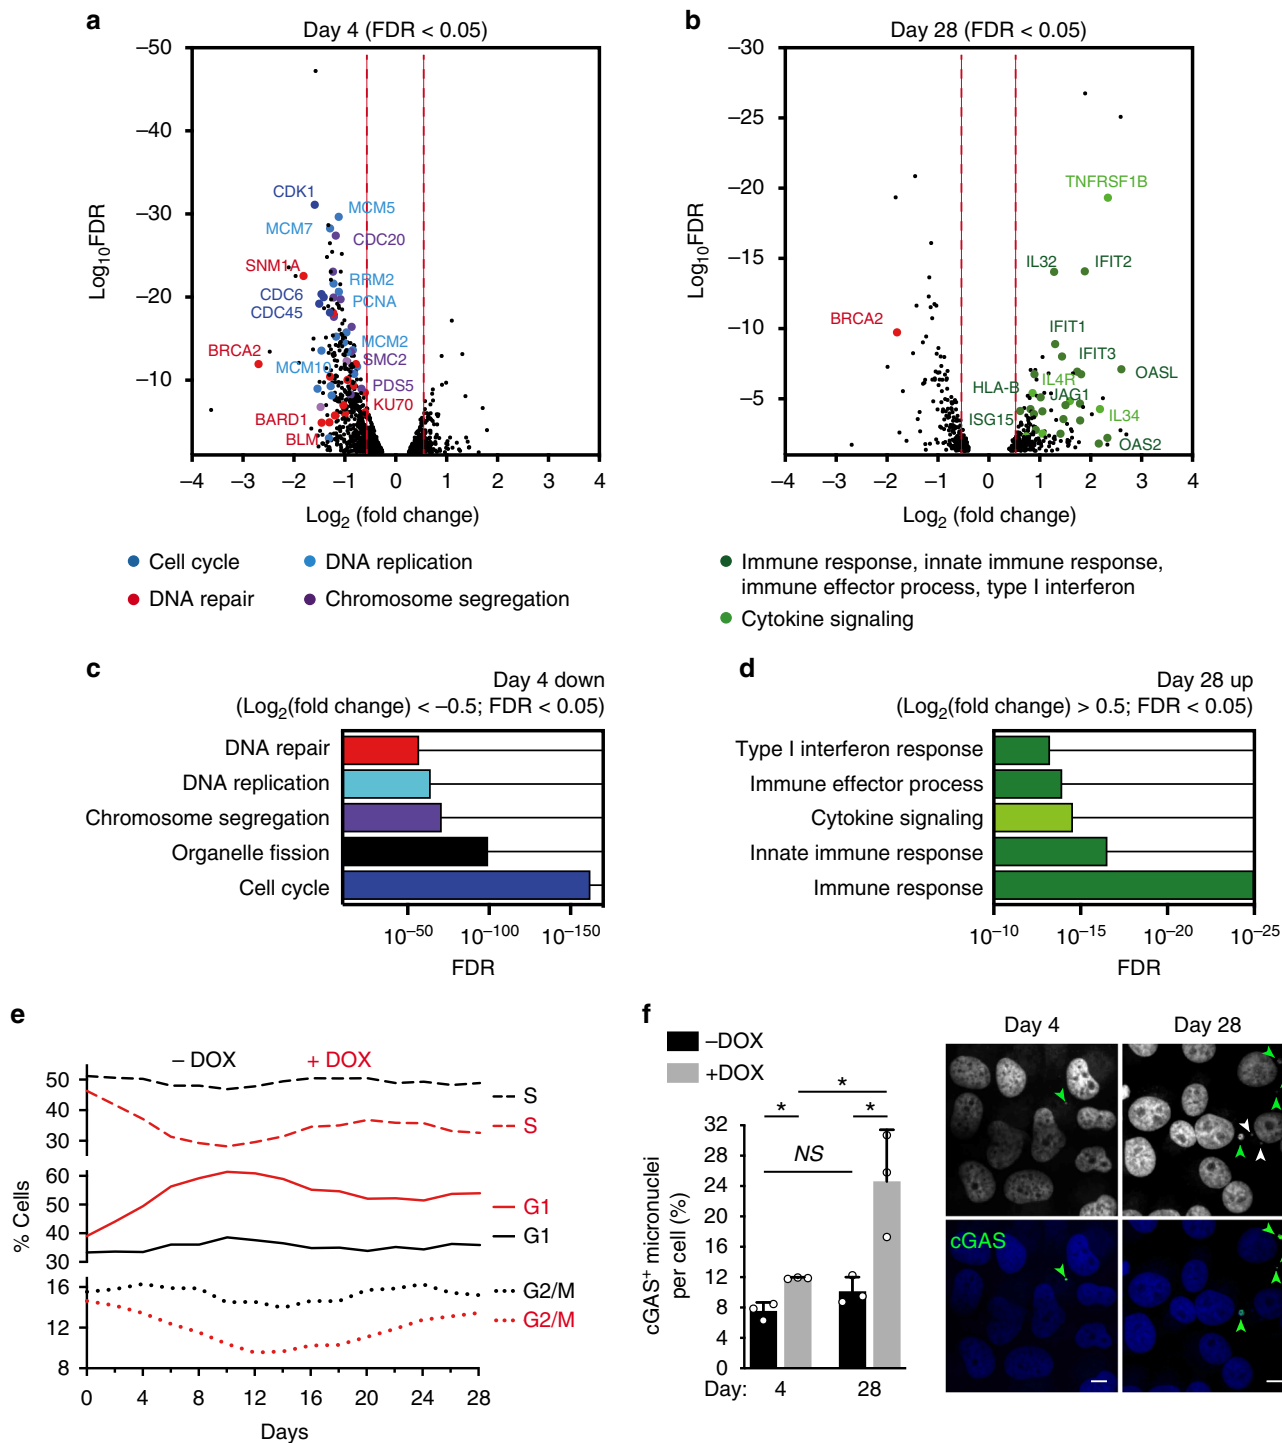 a
Day 4 (FDR < 0.05)
–50
–40
–30
–20
–10
Log10FDR
CDK1
MCM5
MCM7
CDC20
SNM1A
RRM2
CDC6
PCNA
CDC45
MCM2
BRCA2
SMC2
MCM10
PDS5
KU70
BARD1
BLM
–4 –3 –2 –1 0 1 2 3 4
Log2 (fold change)
Cell cycle
DNA replication
DNA repair
Chromosome segregation
b
Day 28 (FDR < 0.05)
–30
–25
–20
–15
–10
–5
Log10FDR
TNFRSF1B
IL32
IFIT2
BRCA2
IFIT1
IFIT3
OASL
HLA-B
IL4R
JAG1
ISG15
IL34
OAS2
–4 –3 –2 –1 0 1 2 3 4
Log2 (fold change)
Immune response, innate immune response,
immune effector process, type I interferon
Cytokine signaling
c
Day 4 down
(Log2(fold change) < –0.5; FDR < 0.05)
DNA repair
DNA replication
Chromosome segregation
Organelle fission
Cell cycle
10–50 10–100 10–150
FDR
d
Day 28 up
(Log2(fold change) > 0.5; FDR < 0.05)
Type I interferon response
Immune effector process
Cytokine signaling
Innate immune response
Immune response
10–10 10–15 10–20 10–25
FDR
e
– DOX + DOX
50
40
30
S
S
60
50
40
30
G1
G1
16
12
8
G2/M
G2/M
% Cells
0 4 8 12 16 20 24 28
Days
f
–DOX
+DOX
* *
* NS
32
28
24
20
16
12
8
4
0
cGAS+ micronuclei
per cell (%)
Day: 4 28
Day 4 Day 28
cGAS